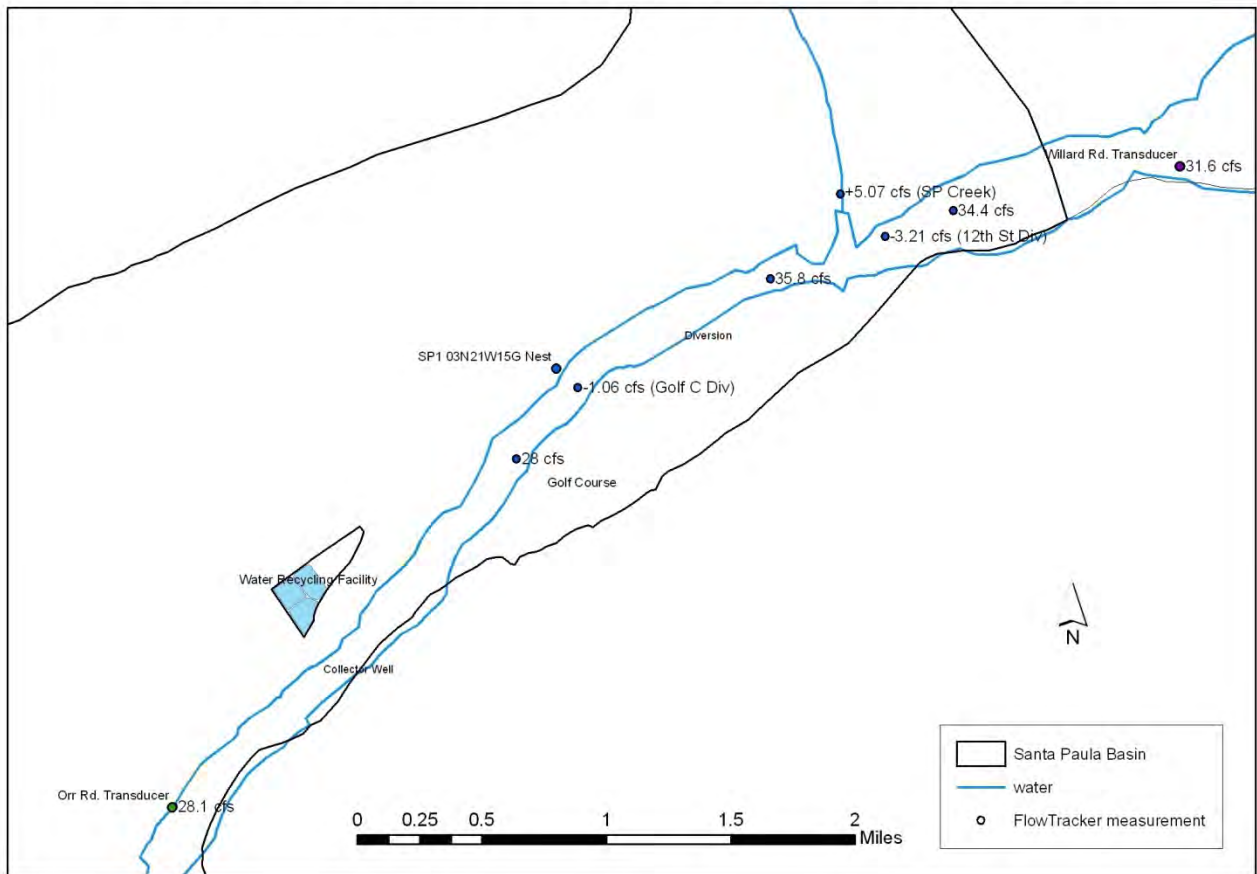 Willard Rd. Transducer
31.6 cfs
+5.07 cfs (SP Creek)
34.4 cfs
-3.21 cfs (12th St Div)
35.8 cfs
Diversion
SP1 03N21W15G Nest
-1.06 cfs (Golf C Div)
28 cfs
Golf Course
Water Recycling Facility
N
Collector Well
Orr Rd. Transducer
28.1 cfs
0 0.25 0.5 1 1.5 2
Miles
Santa Paula Basin
water
FlowTracker measurement